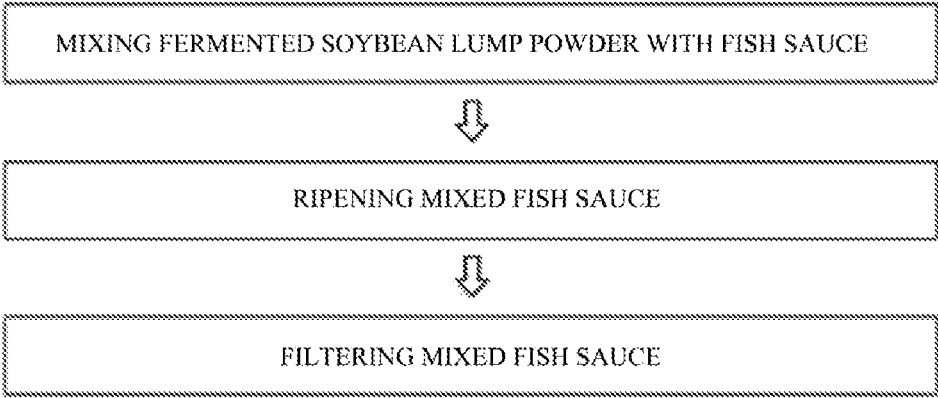 MIXING FERMENTED SOYBEAN LUMP POWDER WITH FISH SAUCE
RIPENING MIXED FISH SAUCE
FILTERING MIXED FISH SAUCE